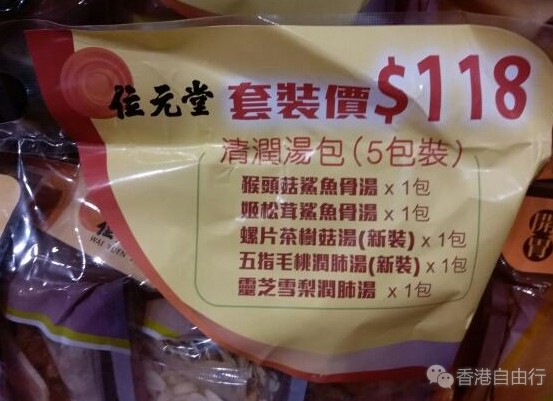 位元堂 套裝價$118
清潤湯包(5包裝)
猴頭菇鯊魚骨湯 x 1包
姬松茸鯊魚骨湯 x 1包
螺片茶樹菇湯(新裝) x 1包
五指毛桃潤肺湯(新裝) x 1包
靈芝雪梨潤肺湯 x 1包
香港自由行